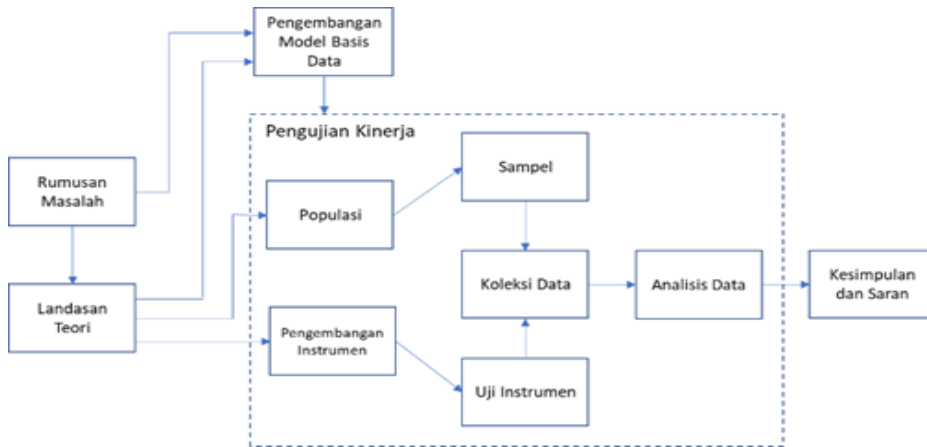 Pengembangan
Model Basis
Data
Pengujian Kinerja
Rumusan
Masalah
Landasan
Teori
Populasi
Sampel
Pengembangan
Instrumen
Uji Instrumen
Koleksi Data
Analisis Data
Kesimpulan
dan Saran